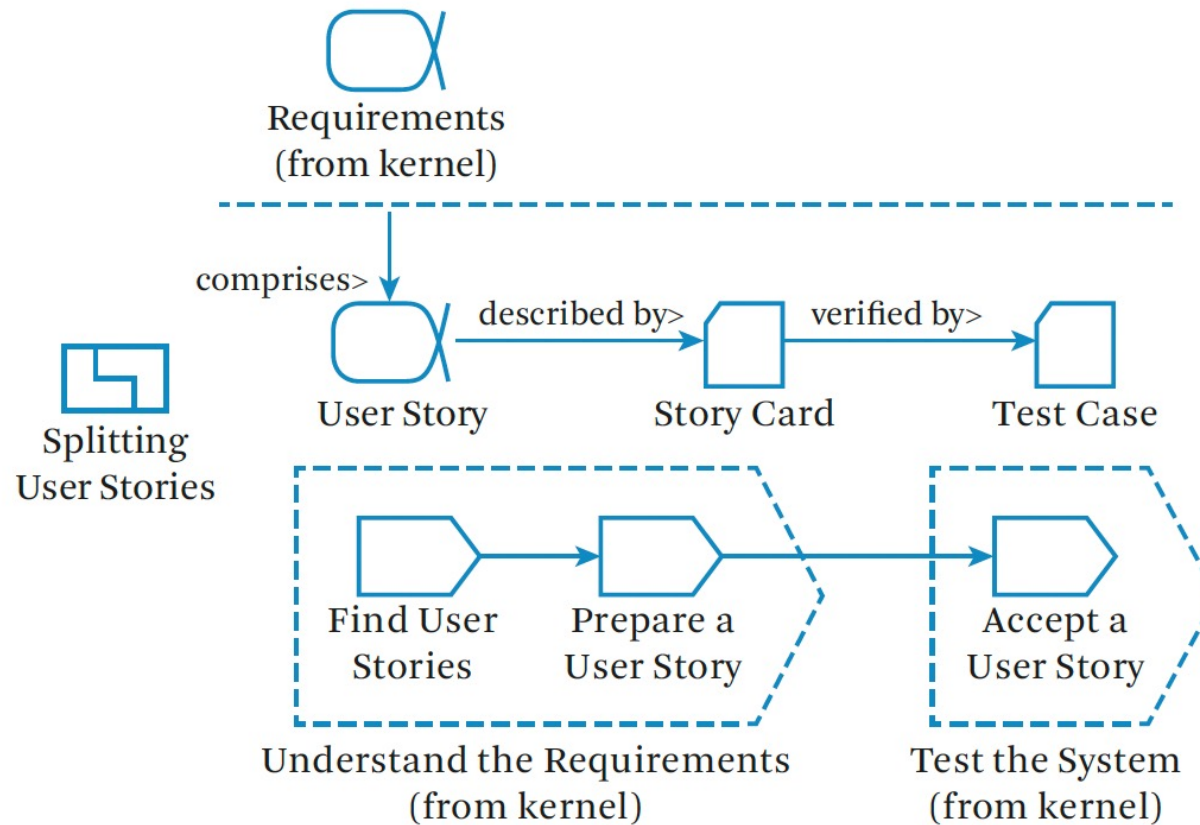 Requirements
(from kernel)
comprises>
described by>
verified by>
User Story
Story Card
Test Case
Splitting
User Stories
Find User
Stories
Prepare a
User Story
Accept a
User Story
Understand the Requirements
(from kernel)
Test the System
(from kernel)